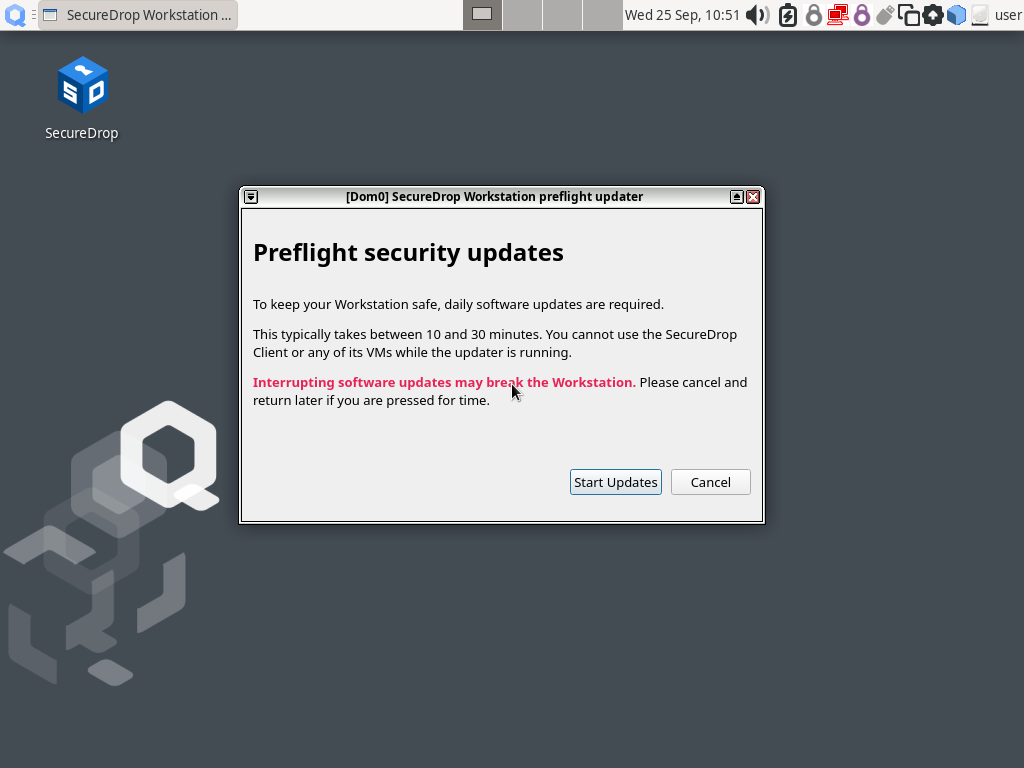 SecureDrop Workstation ...
Wed 25 Sep, 10:51
user
SD
SecureDrop
[Dom0] SecureDrop Workstation preflight updater
Preflight security updates
To keep your Workstation safe, daily software updates are required.
This typically takes between 10 and 30 minutes. You cannot use the SecureDrop
Client or any of its VMs while the updater is running.
Interrupting software updates may break the Workstation. Please cancel and
return later if you are pressed for time.
Start Updates
Cancel